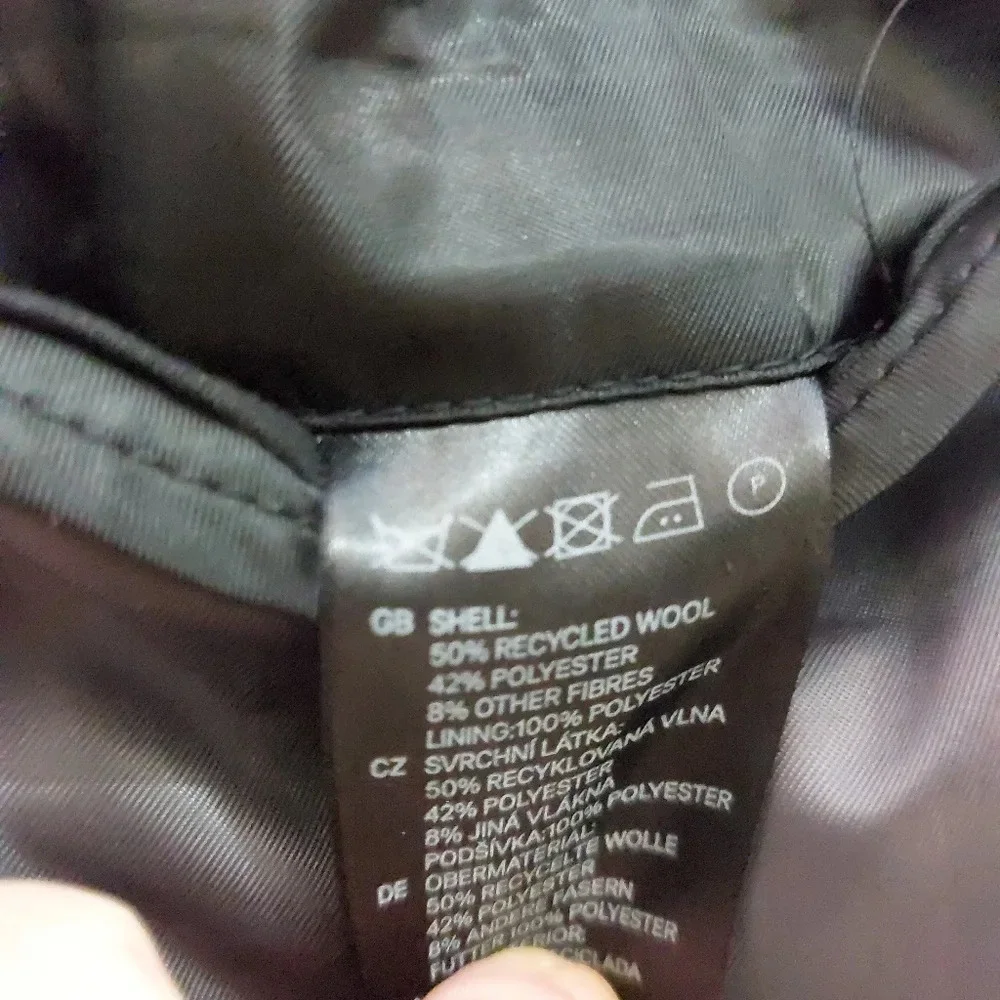 P
GB SHELL:
50% RECYCLED WOOL
42% POLYESTER
8% OTHER FIBRES
LINING:100% POLYESTER
CZ SVRCHNÍ LÁTKA:
50% RECYKLOVANÁ VLNA
42% POLYESTER
8% JINÁ VLÁKNA
PODŠÍVKA:100% POLYESTER
DE OBERMATERIAL:
50% RECYCELTE WOLLE
42% POLYESTER
8% ANDERE FASERN
FUTTER 100% POLYESTER